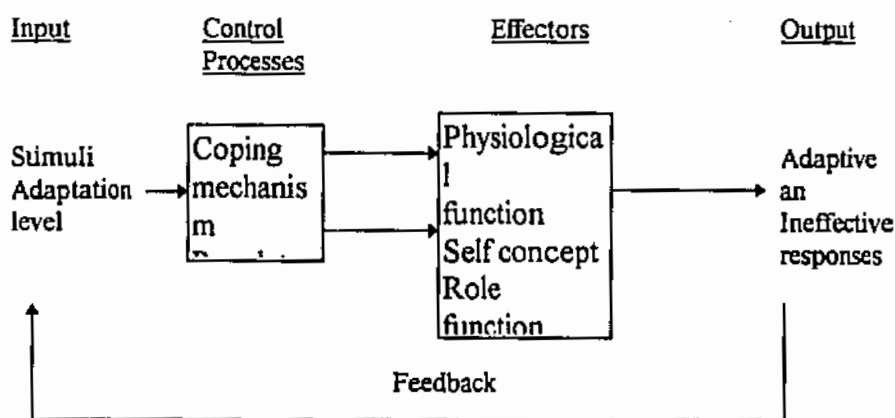 Input
Control
Processes
Effectors
Output
Stimuli
Adaptation
level
Coping
mechanis
m
Physiologica
l
function
Self concept
Role
function
Adaptive
an
Ineffective
responses
Feedback